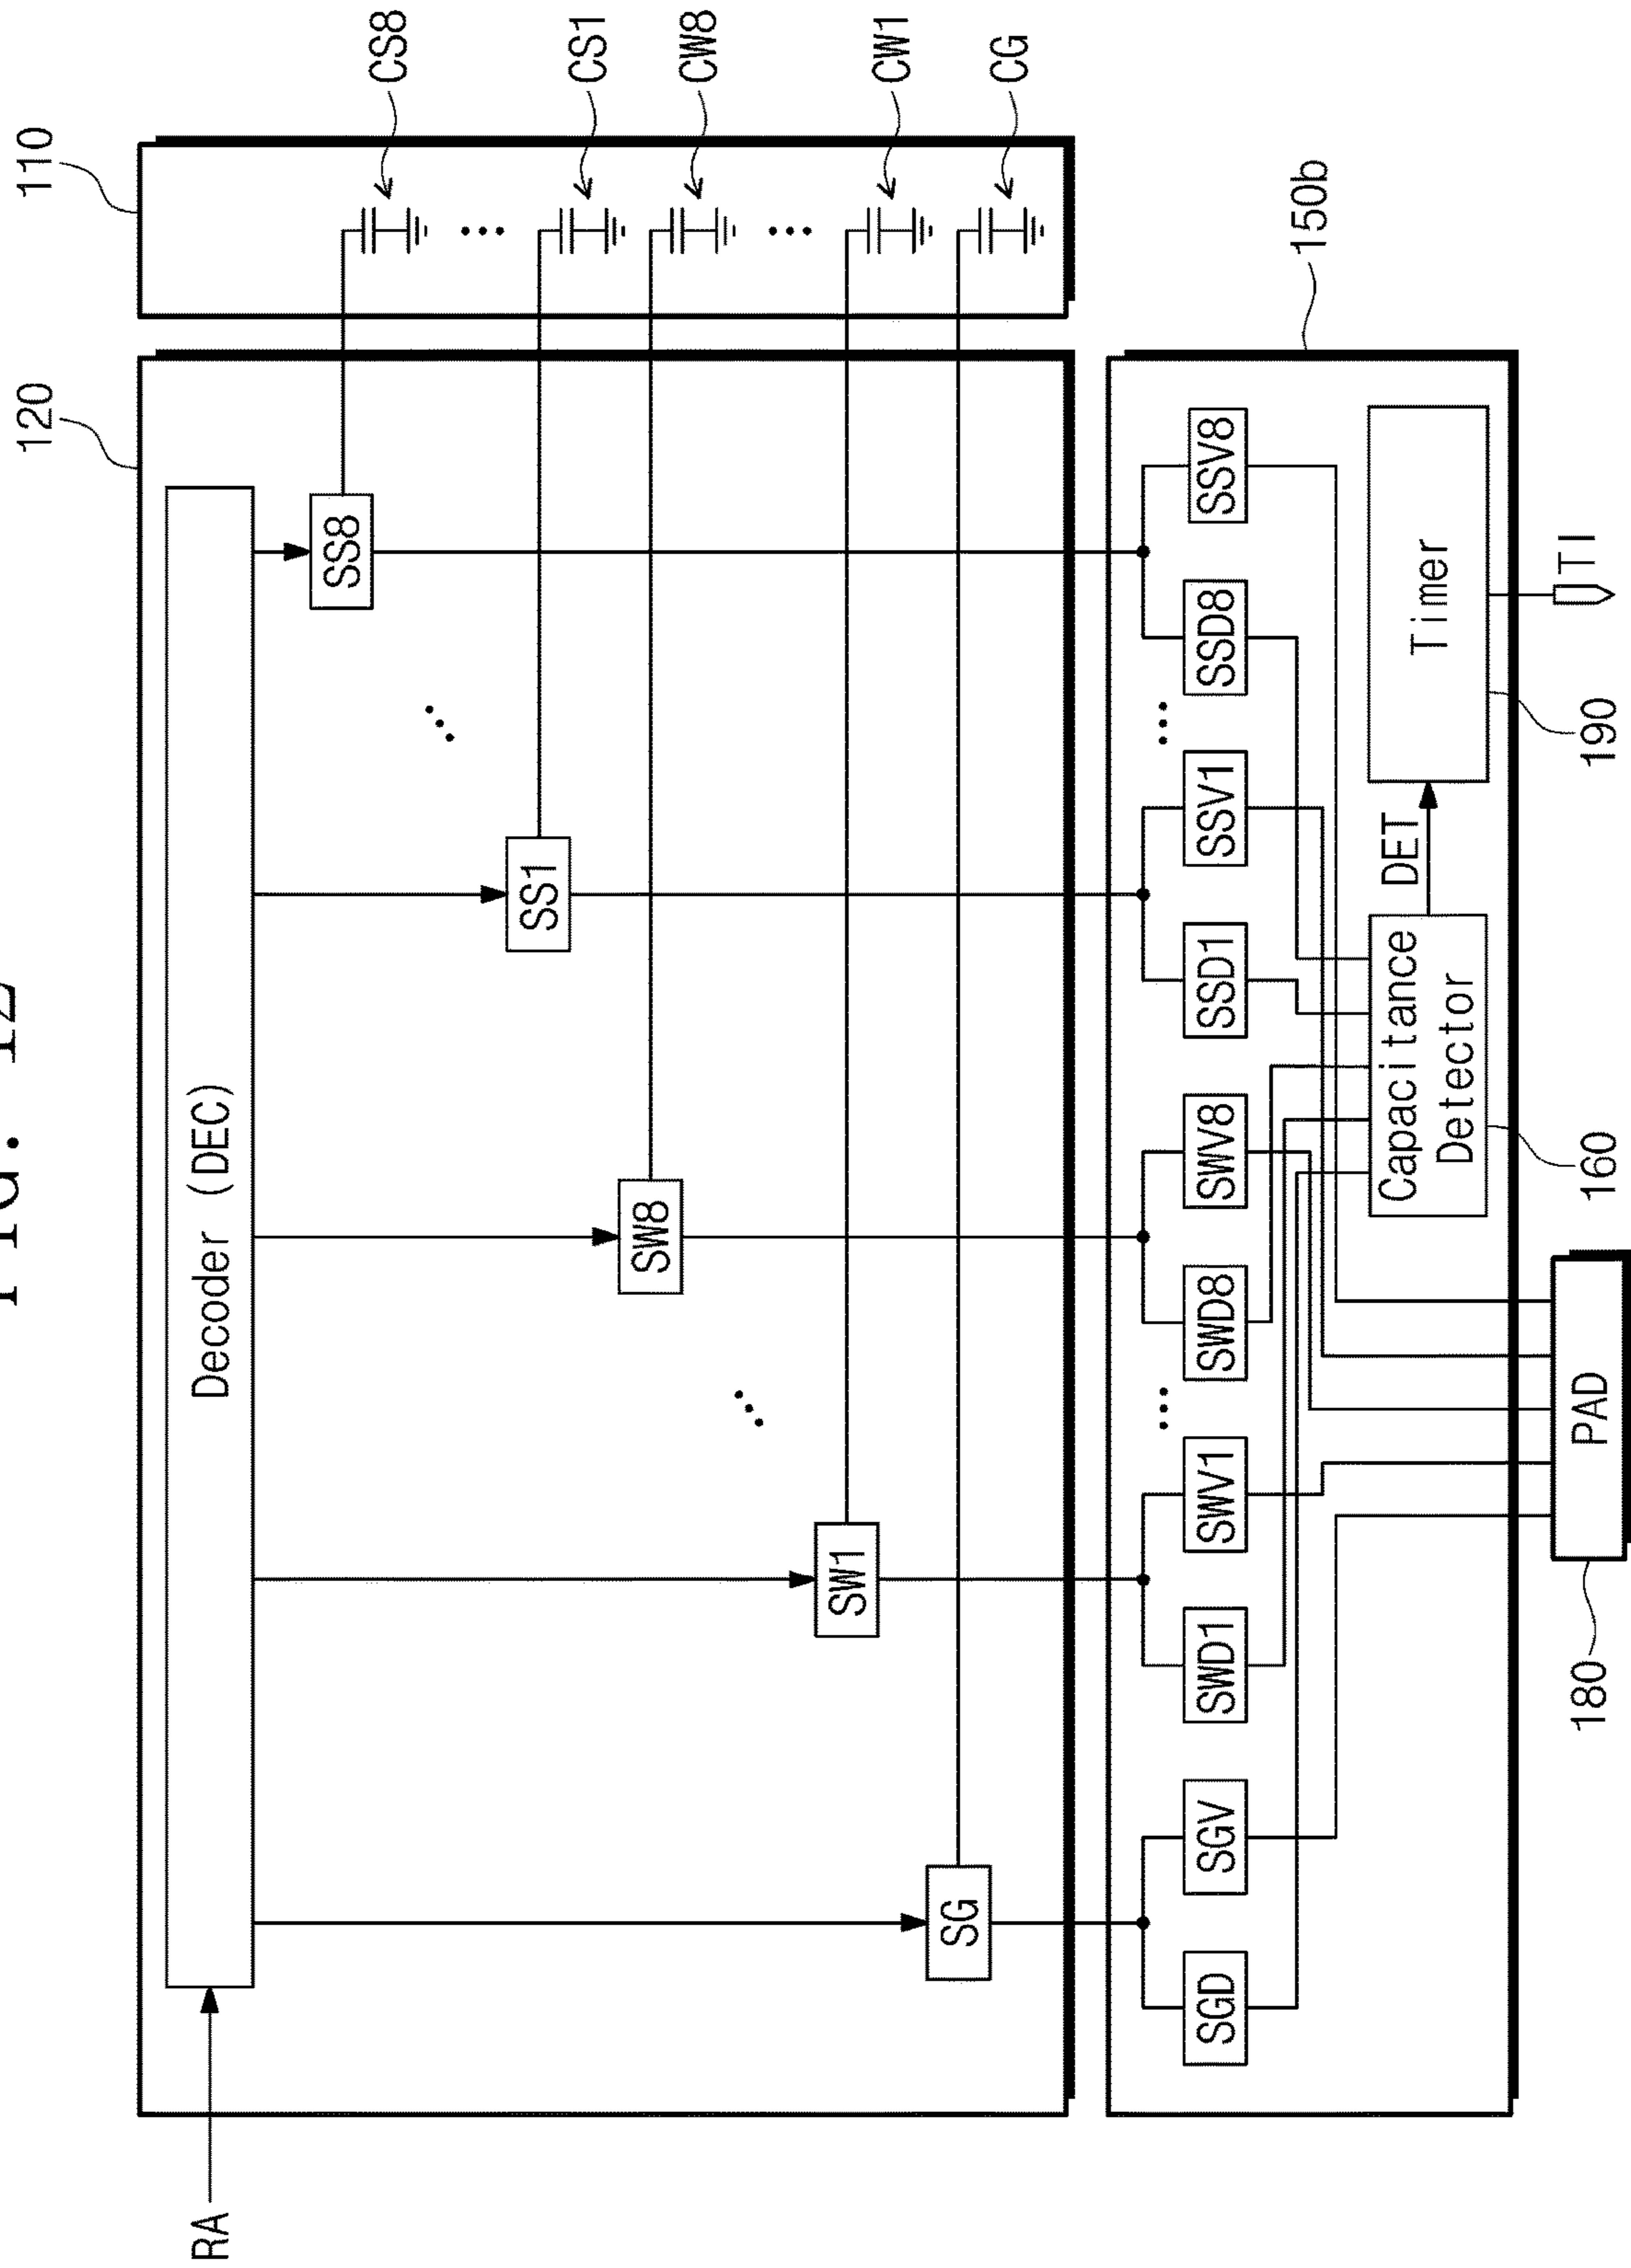 FIG. 12
110
CS8
CS1
CW8
CW1
CG
120
RA
Decoder (DEC)
SS8
SS1
SW8
SW1
SG
150b
SGD
SGV
SWD1
SWV1
SWD8
SWV8
SSD1
SSV1
SSD8
SSV8
Capacitance
Detector
160
DET
Timer
190
TI
PAD
180